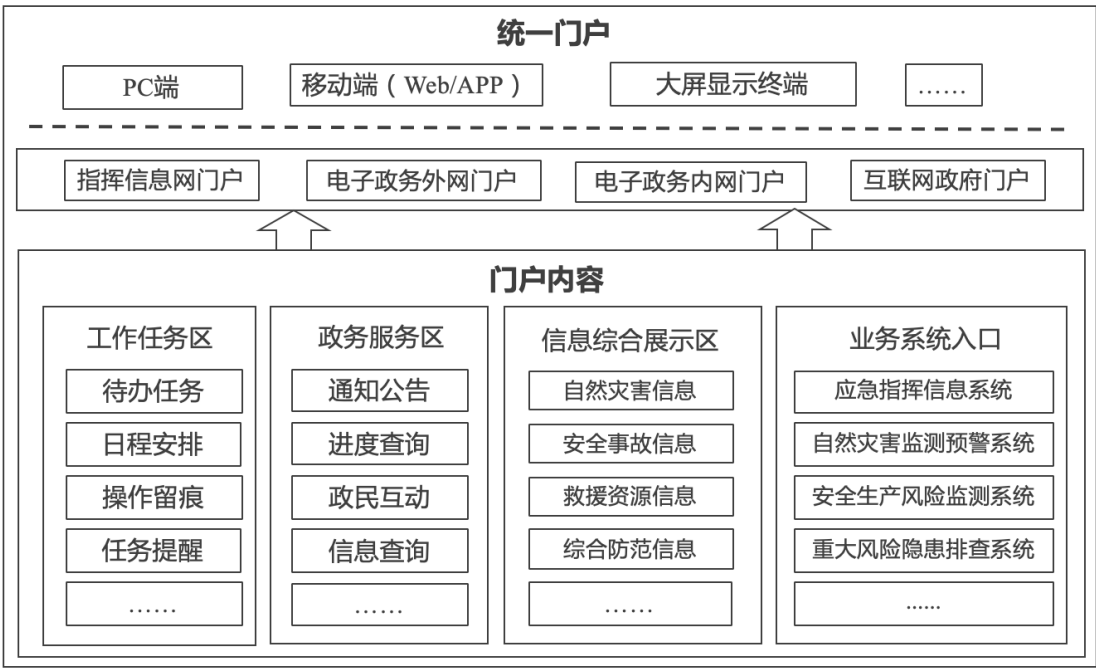 统一门户
PC端
移动端（Web/APP）
大屏显示终端
……
指挥信息网门户
电子政务外网门户
电子政务内网门户
互联网政府门户
门户内容
工作任务区
待办任务
日程安排
操作留痕
任务提醒
……
政务服务区
通知公告
进度查询
政民互动
信息查询
……
信息综合展示区
自然灾害信息
安全事故信息
救援资源信息
综合防范信息
……
业务系统入口
应急指挥信息系统
自然灾害监测预警系统
安全生产风险监测系统
重大风险隐患排查系统
......